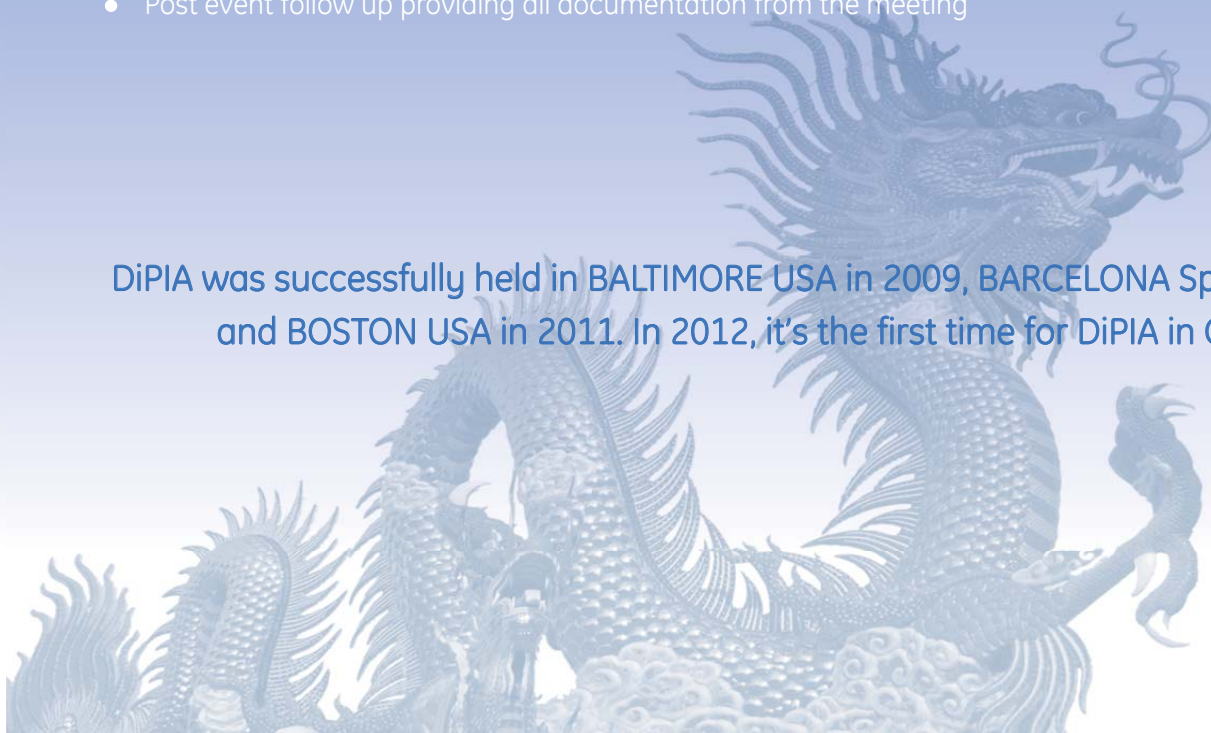 ● Post event follow up providing all documentation from the meeting
DiPIA was successfully held in BALTIMORE USA in 2009, BARCELONA Sp
and BOSTON USA in 2011. In 2012, it's the first time for DiPIA in